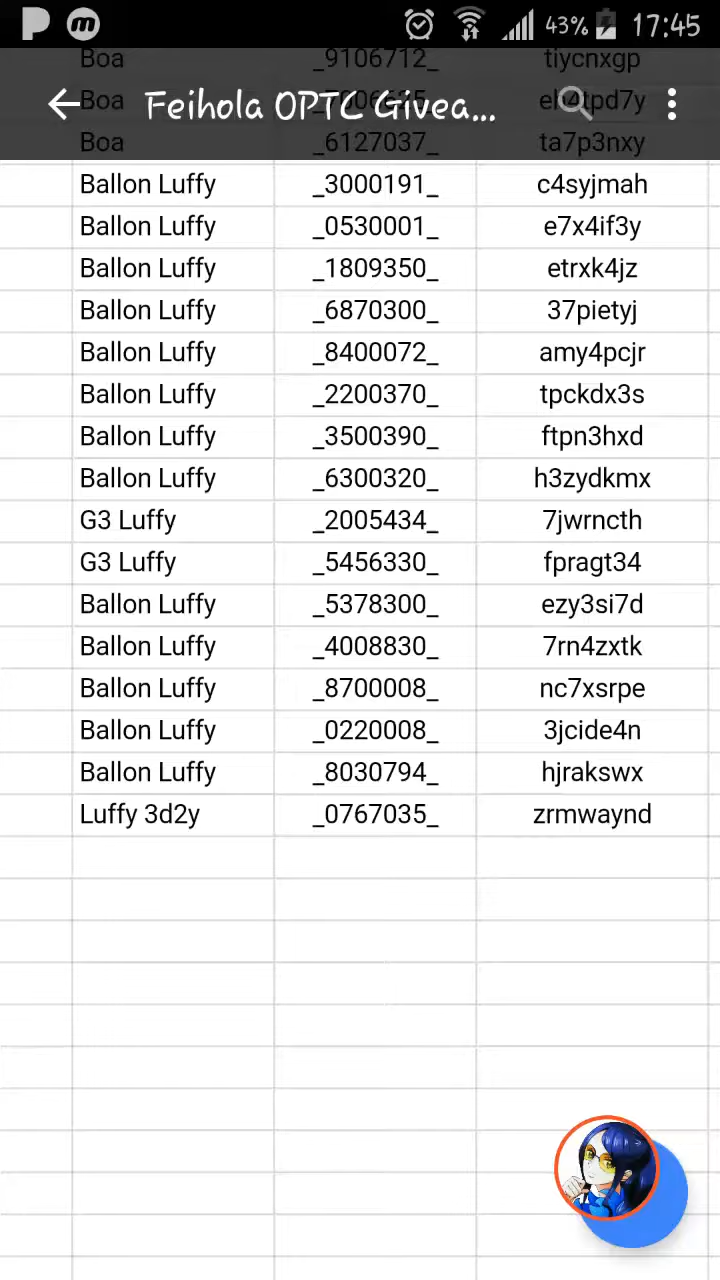 43% 17:45
Boa _9106712_ tiycnxgp
Feihola OPTC Givea...
Boa
Boa _6127037_ ta7p3nxy
Ballon Luffy _3000191_ c4syjmah
Ballon Luffy _0530001_ e7x4if3y
Ballon Luffy _1809350_ etrxk4jz
Ballon Luffy _6870300_ 37pietyj
Ballon Luffy _8400072_ amy4pcjr
Ballon Luffy _2200370_ tpckdx3s
Ballon Luffy _3500390_ ftpn3hxd
Ballon Luffy _6300320_ h3zydkmx
G3 Luffy _2005434_ 7jwrncth
G3 Luffy _5456330_ fpragt34
Ballon Luffy _5378300_ ezy3si7d
Ballon Luffy _4008830_ 7rn4zxtk
Ballon Luffy _8700008_ nc7xsrpe
Ballon Luffy _0220008_ 3jcide4n
Ballon Luffy _8030794_ hjrakswx
Luffy 3d2y _0767035_ zrmwaynd